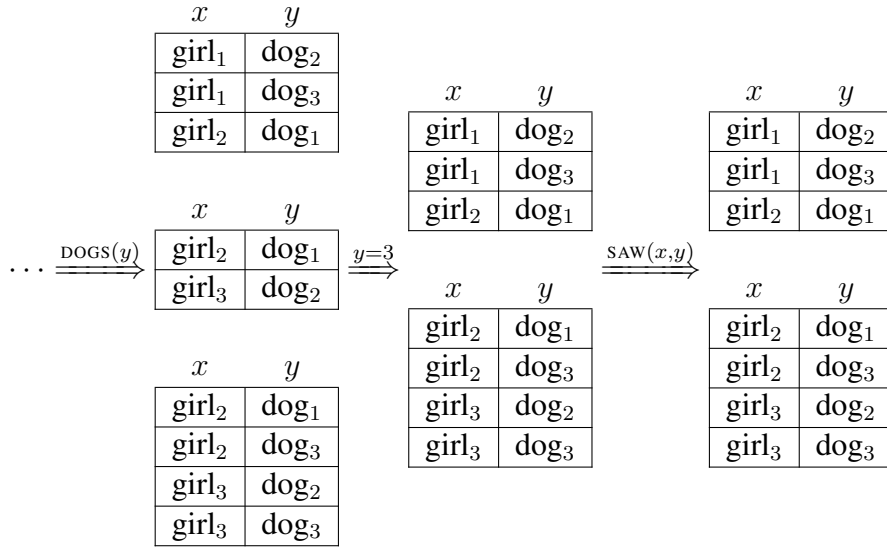 … DOGS(y) ⟹
x y
girl₁ dog₂
girl₁ dog₃
girl₂ dog₁
x y
girl₂ dog₁
girl₃ dog₂
x y
girl₂ dog₁
girl₂ dog₃
girl₃ dog₂
girl₃ dog₃
y=3 ⟹
x y
girl₁ dog₂
girl₁ dog₃
girl₂ dog₁
x y
girl₂ dog₁
girl₂ dog₃
girl₃ dog₂
girl₃ dog₃
SAW(x,y) ⟹
x y
girl₁ dog₂
girl₁ dog₃
girl₂ dog₁
x y
girl₂ dog₁
girl₂ dog₃
girl₃ dog₂
girl₃ dog₃